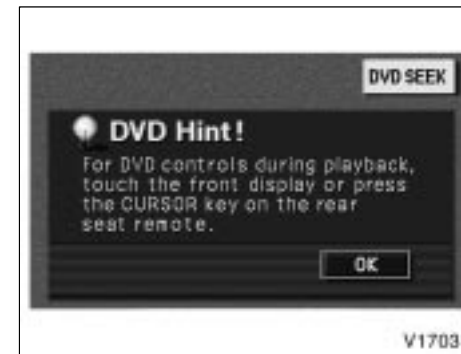 DVD SEEK
DVD Hint!
For DVD controls during playback,
touch the front display or press
the CURSOR key on the rear
seat remote.
OK
V1703